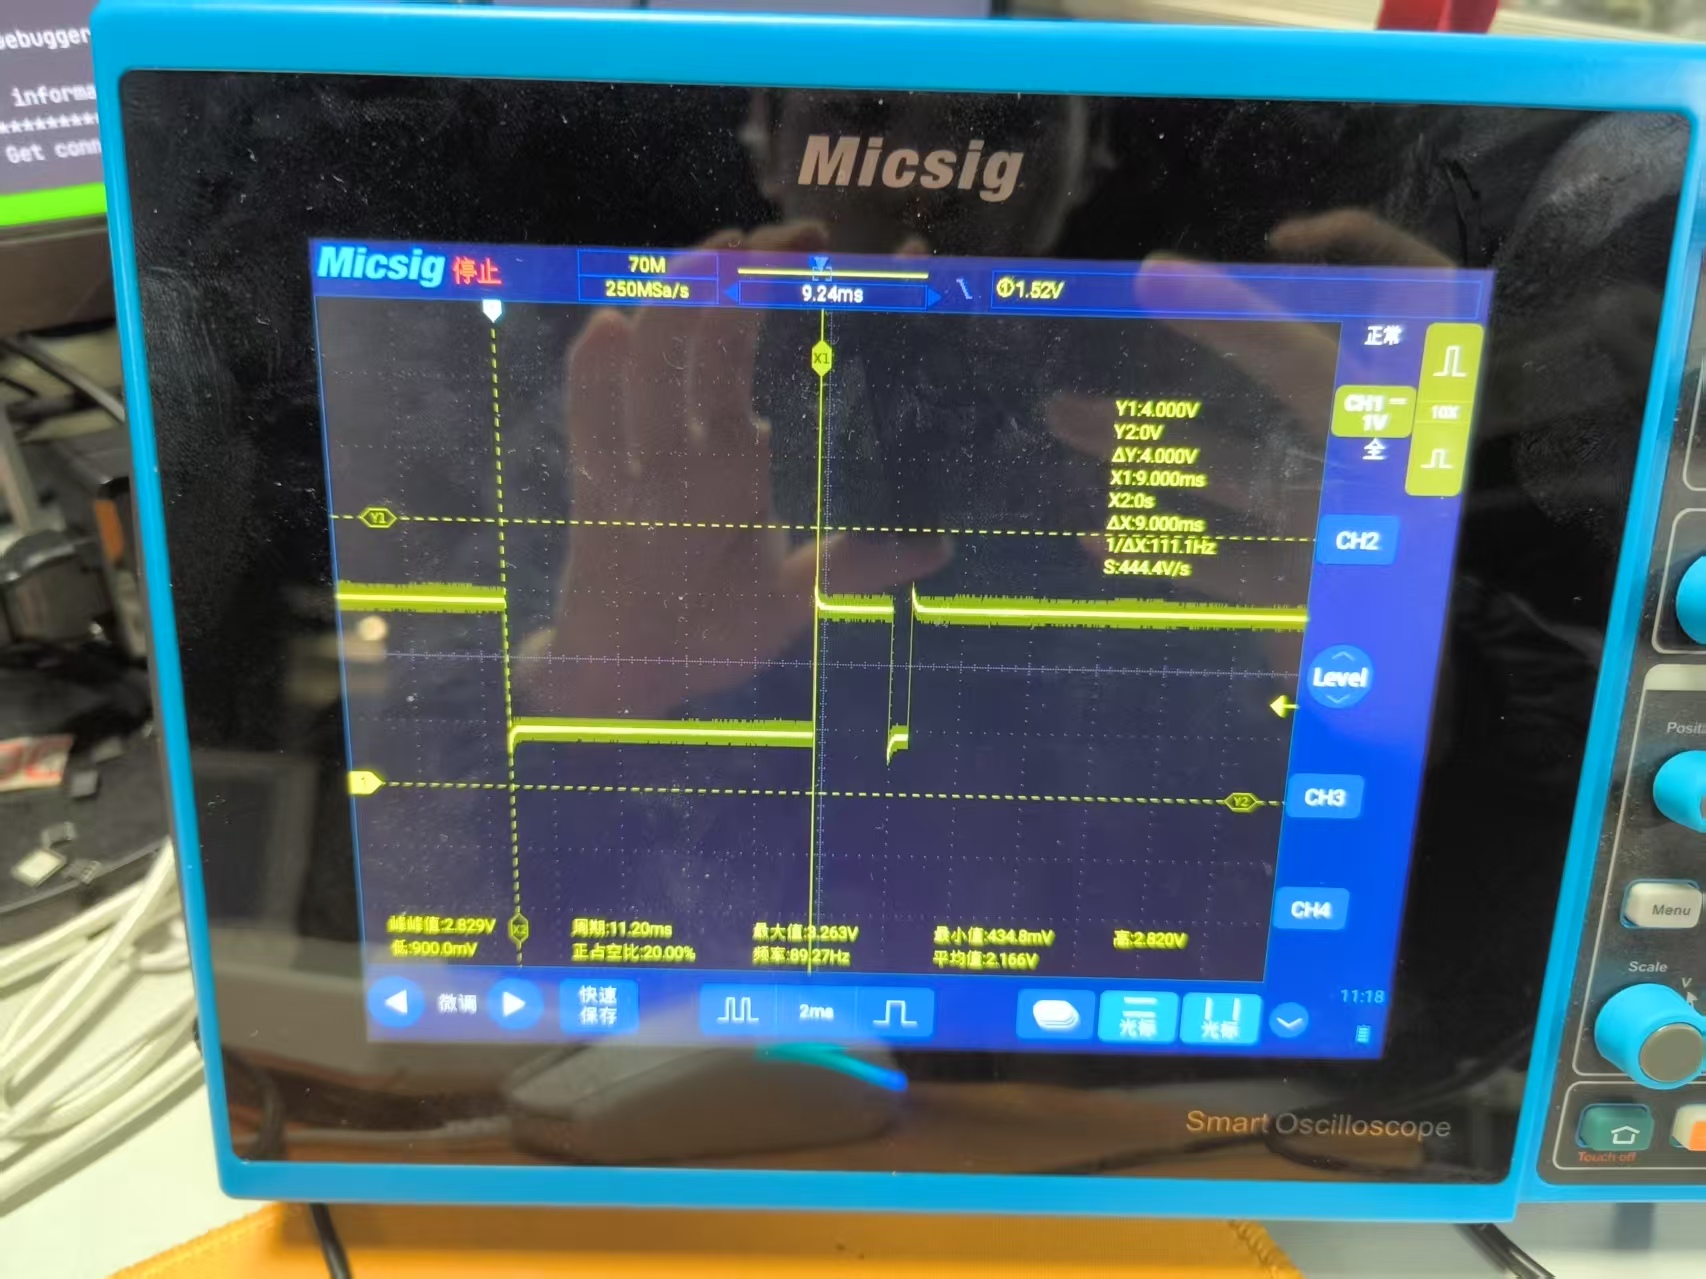 ebugger
informa
*********
Get conn
Micsig
Micsig 停止
70M
250MSa/s
9.24ms
1.52V
正常
X1
CH1
1V
10X
全
Y1:4.000V
Y2:0V
ΔY:4.000V
X1:9.000ms
X2:0s
ΔX:9.000ms
1/ΔX:111.1Hz
S:444.4V/s
Y1
CH2
Level
Y2
CH3
CH4
X2
峰峰值:2.829V
周期:11.20ms
最大值:3.263V
最小值:434.8mV
高:2.820V
低:900.0mV
正占空比:20.00%
频率:89.27Hz
平均值:2.166V
微调
快速
保存
2ms
光标
光标
11:18
Smart Oscilloscope
Posit
Menu
Scale
V
Touch off